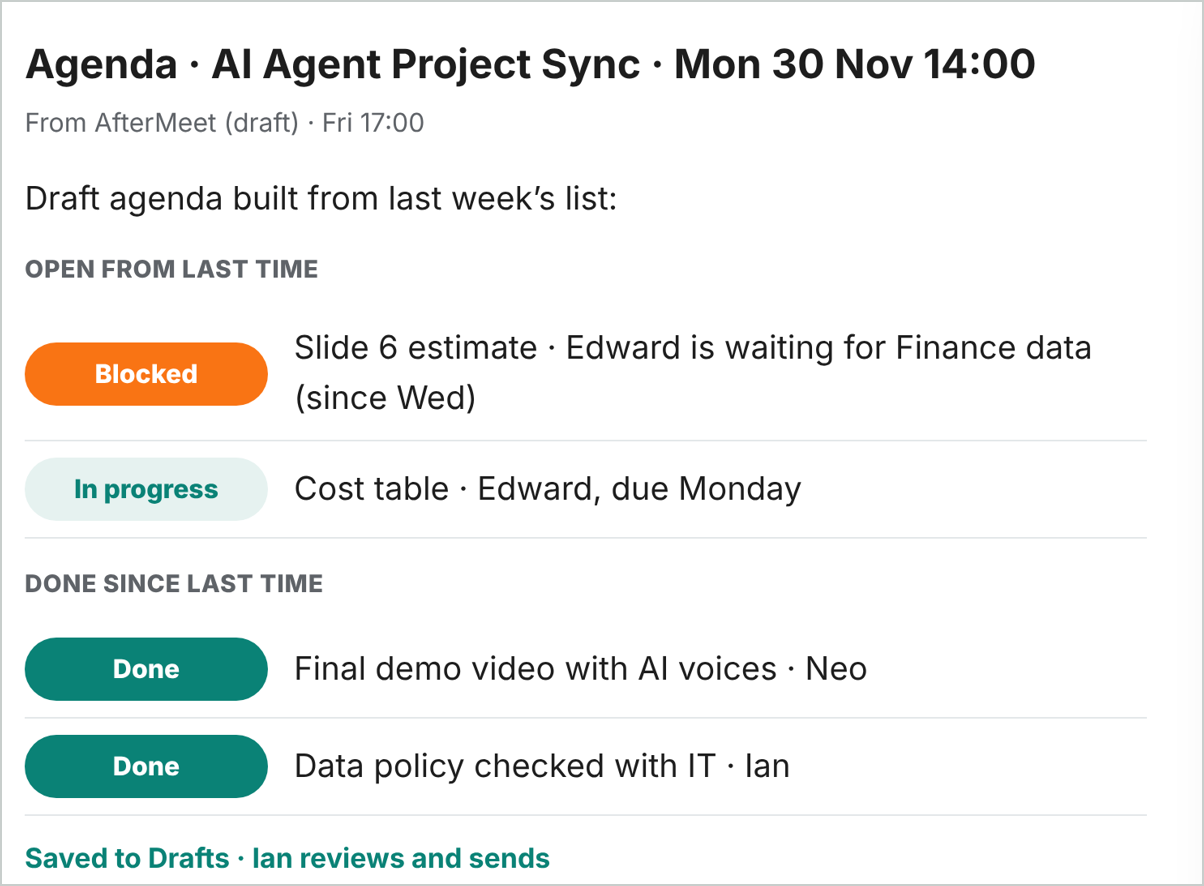 Agenda · AI Agent Project Sync · Mon 30 Nov 14:00
From AfterMeet (draft) · Fri 17:00
Draft agenda built from last week’s list:
OPEN FROM LAST TIME
Blocked
Slide 6 estimate · Edward is waiting for Finance data
(since Wed)
In progress
Cost table · Edward, due Monday
DONE SINCE LAST TIME
Done
Final demo video with AI voices · Neo
Done
Data policy checked with IT · Ian
Saved to Drafts · Ian reviews and sends